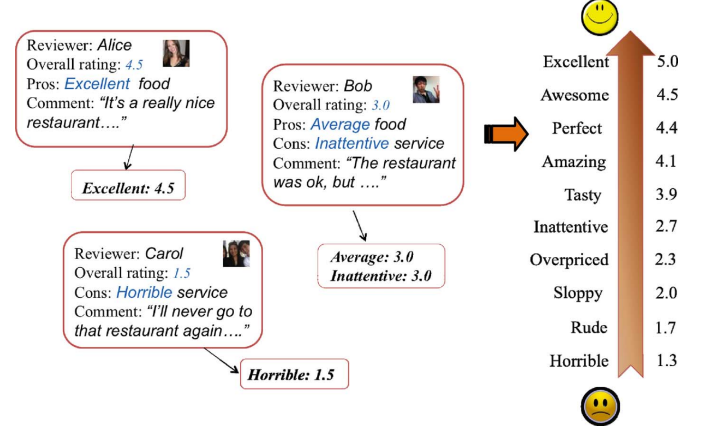 Reviewer: Alice
Overall rating: 4.5
Pros: Excellent food
Comment: “It’s a really nice
restaurant….”
Excellent: 4.5
Reviewer: Bob
Overall rating: 3.0
Pros: Average food
Cons: Inattentive service
Comment: “The restaurant
was ok, but ….”
Average: 3.0
Inattentive: 3.0
Reviewer: Carol
Overall rating: 1.5
Cons: Horrible service
Comment: “I’ll never go to
that restaurant again….”
Horrible: 1.5
Excellent 5.0
Awesome 4.5
Perfect 4.4
Amazing 4.1
Tasty 3.9
Inattentive 2.7
Overpriced 2.3
Sloppy 2.0
Rude 1.7
Horrible 1.3